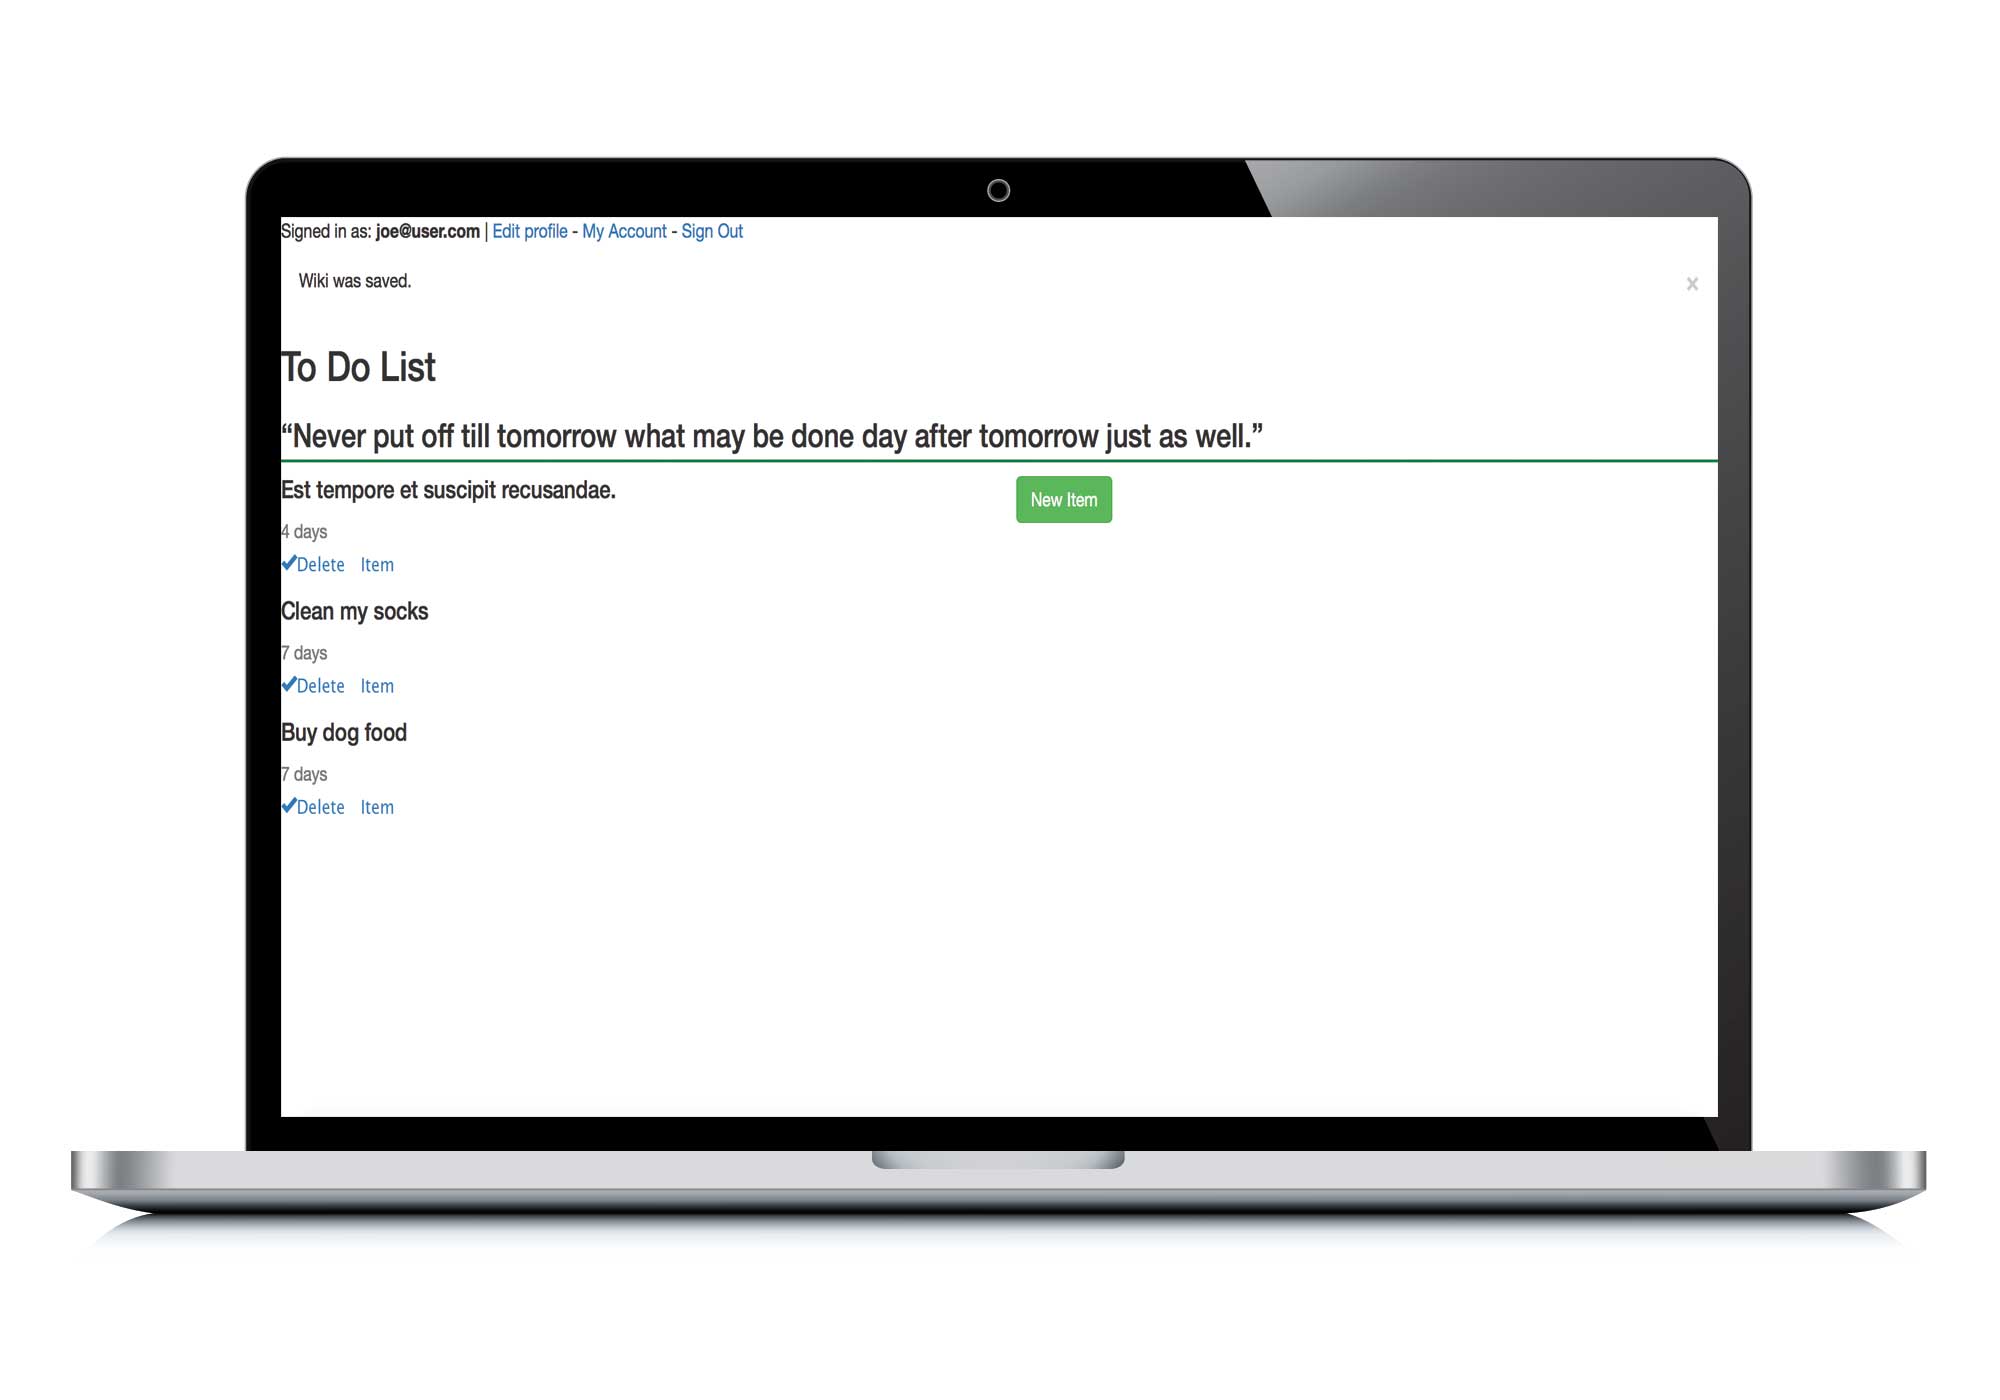 Signed in as: joe@user.com | Edit profile - My Account - Sign Out
Wiki was saved.
×
To Do List
“Never put off till tomorrow what may be done day after tomorrow just as well.”
Est tempore et suscipit recusandae.
New Item
4 days
✔Delete Item
Clean my socks
7 days
✔Delete Item
Buy dog food
7 days
✔Delete Item